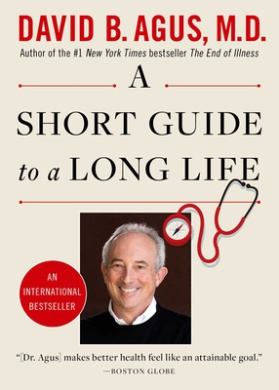 DAVID B. AGUS, M.D.
Author of the #1 New York Times bestseller The End of Illness
A
SHORT GUIDE
to a LONG LIFE
AN
INTERNATIONAL
BESTSELLER
“[Dr. Agus] makes better health feel like an attainable goal.”
—BOSTON GLOBE